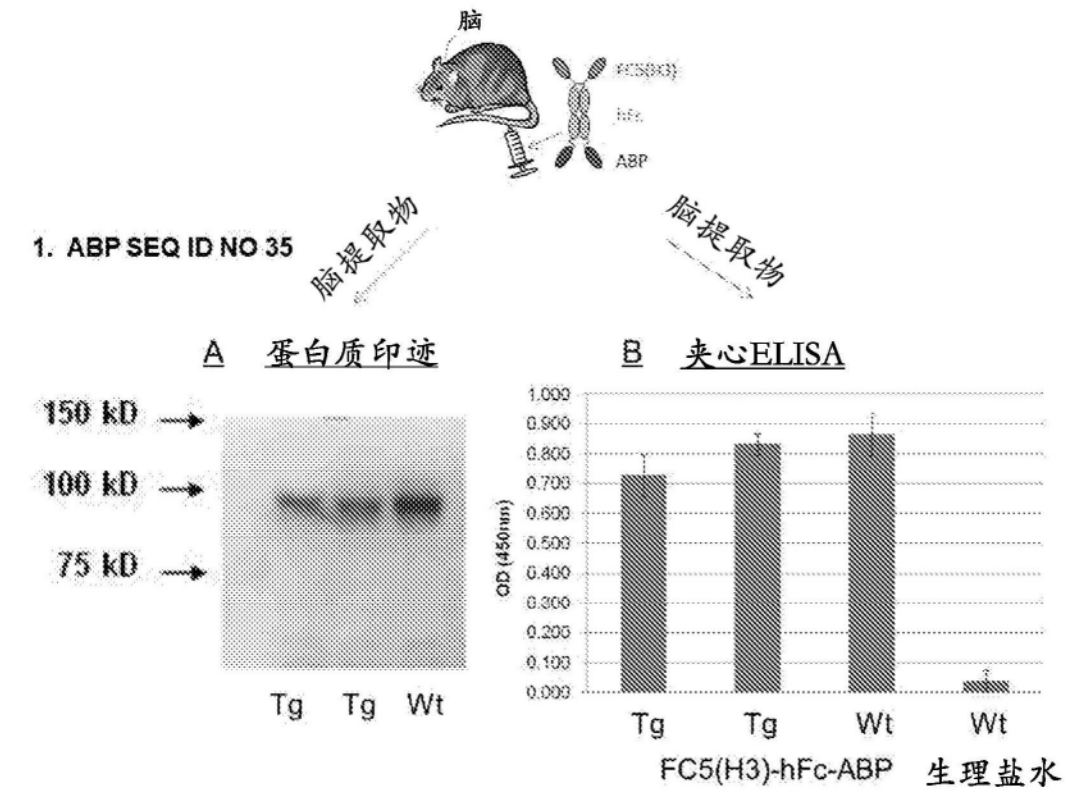 脑
FC5(H3)
hFc
ABP
脑提取物
脑提取物
1. ABP SEQ ID NO 35
A 蛋白质印迹
B 夹心ELISA
150 kD
100 kD
75 kD
Tg Tg Wt
OD (450nm)
1.000
0.900
0.800
0.700
0.600
0.500
0.400
0.300
0.200
0.100
0.000
Tg Tg Wt Wt
FC5(H3)-hFc-ABP 生理盐水